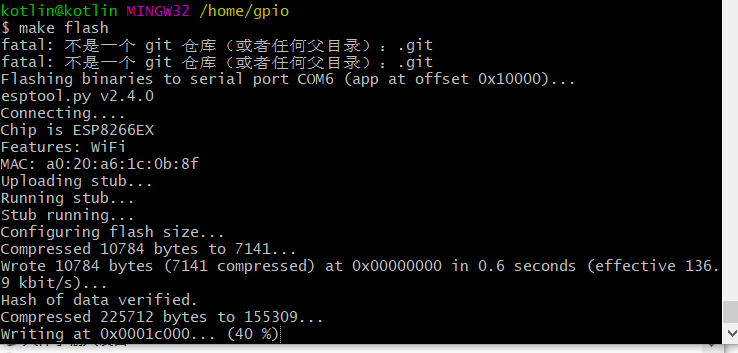 kotlin@kotlin MINGW32 /home/gpio
$ make flash
fatal: 不是一个 git 仓库（或者任何父目录）：.git
fatal: 不是一个 git 仓库（或者任何父目录）：.git
Flashing binaries to serial port COM6 (app at offset 0x10000)...
esptool.py v2.4.0
Connecting....
Chip is ESP8266EX
Features: WiFi
MAC: a0:20:a6:1c:0b:8f
Uploading stub...
Running stub...
Stub running...
Configuring flash size...
Compressed 10784 bytes to 7141...
Wrote 10784 bytes (7141 compressed) at 0x00000000 in 0.6 seconds (effective 136.
9 kbit/s)...
Hash of data verified.
Compressed 225712 bytes to 155309...
Writing at 0x0001c000... (40 %)